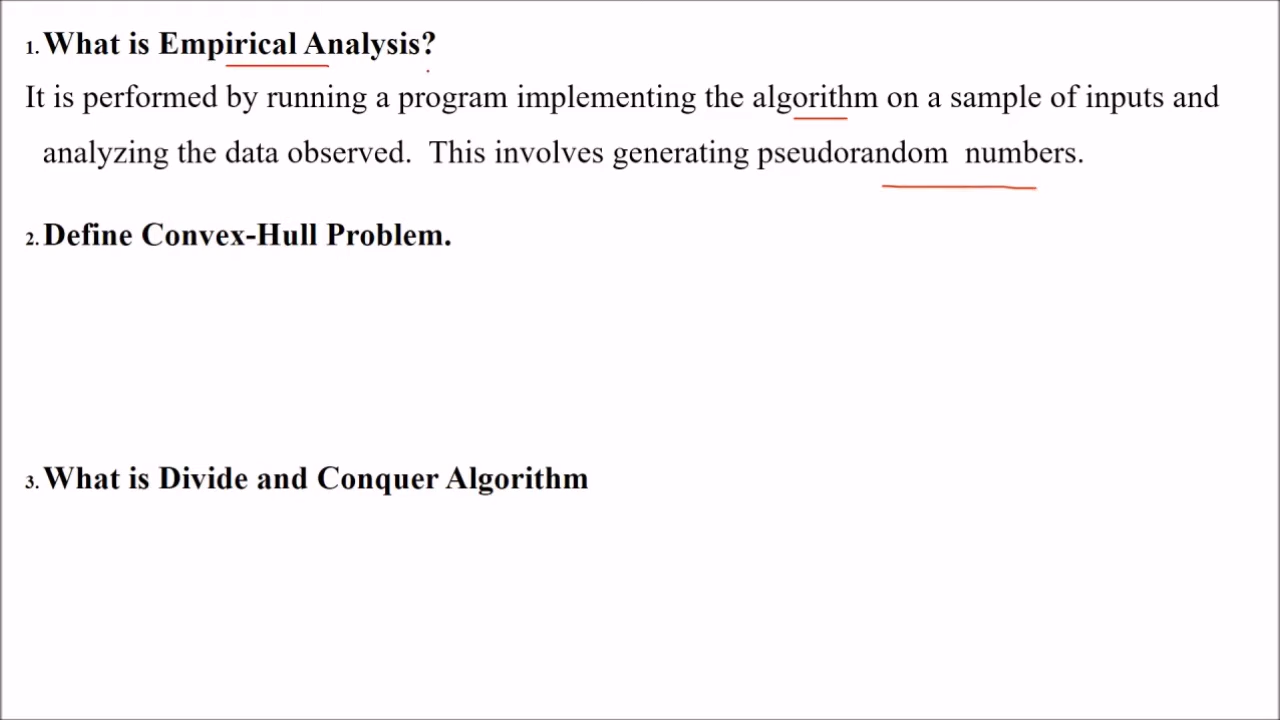 1. What is Empirical Analysis?
It is performed by running a program implementing the algorithm on a sample of inputs and
analyzing the data observed.  This involves generating pseudorandom  numbers.
2. Define Convex-Hull Problem.
3. What is Divide and Conquer Algorithm